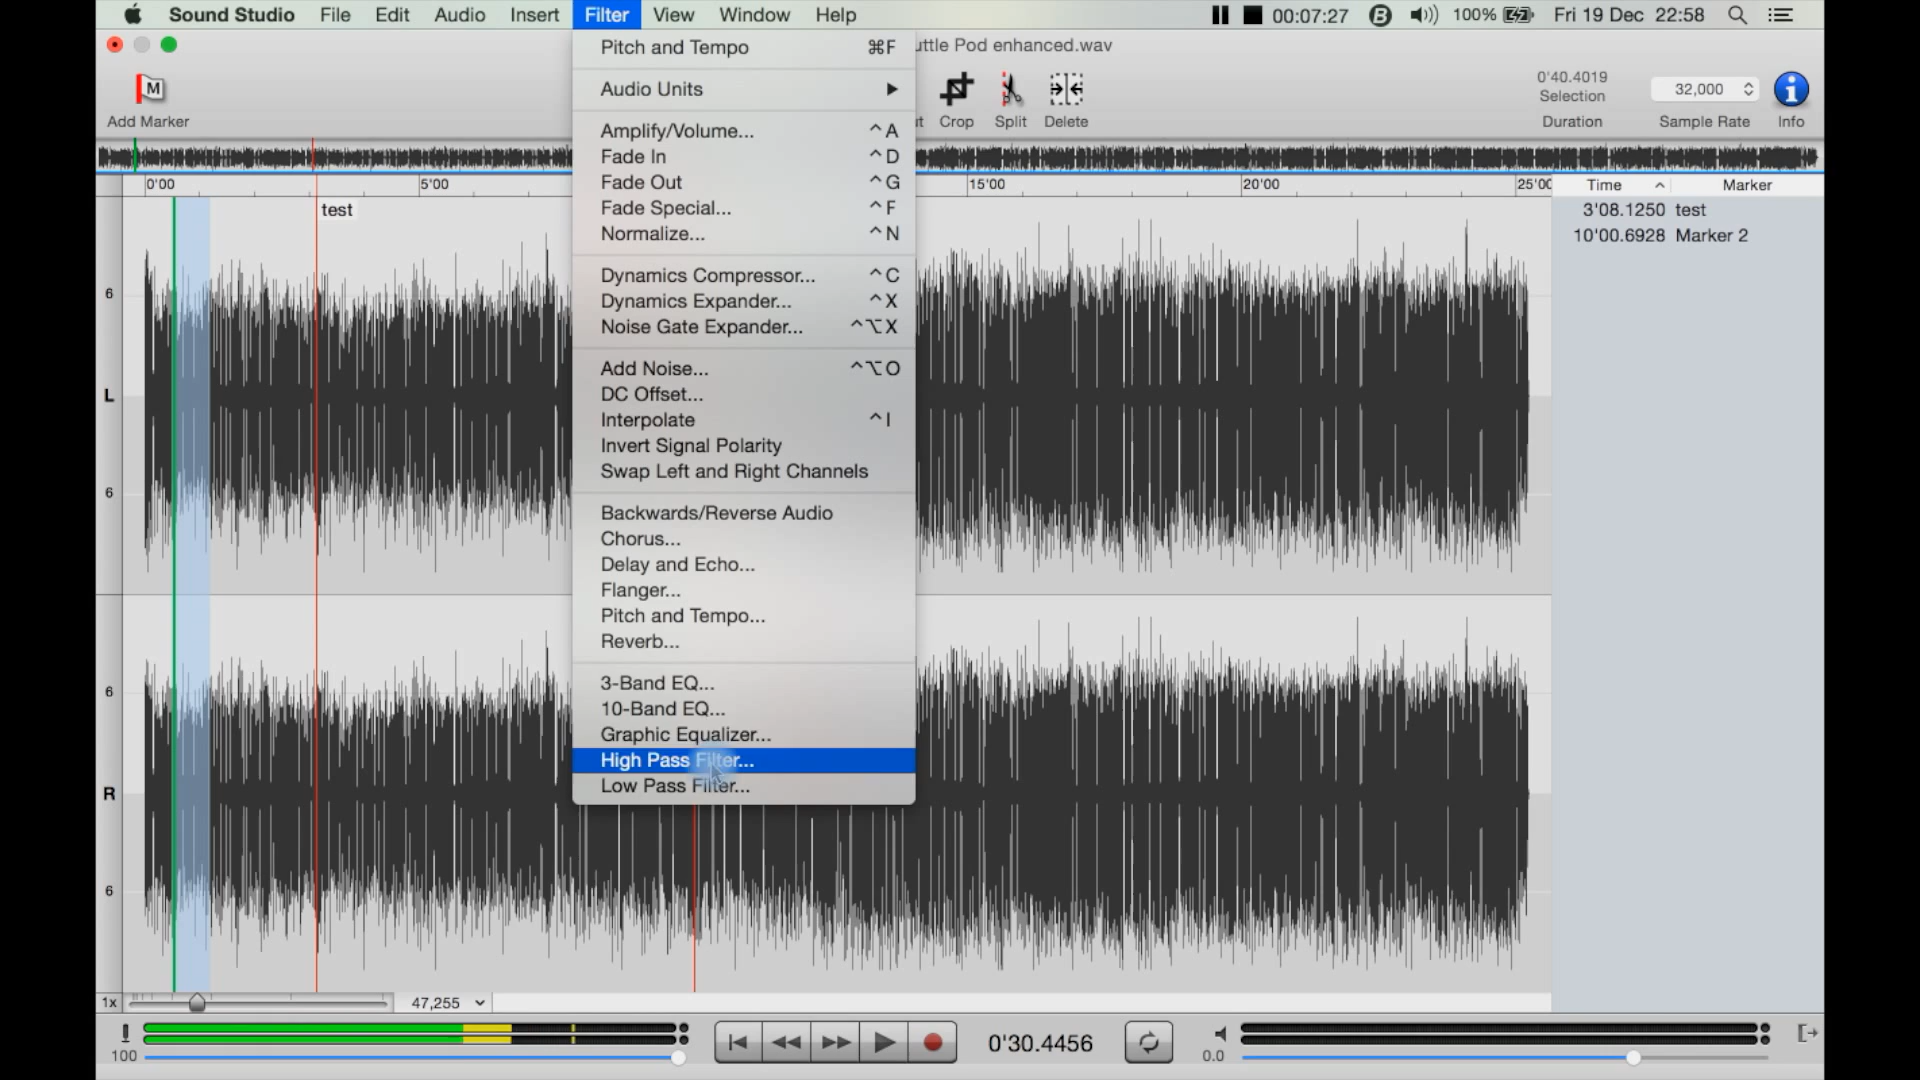 Sound Studio File Edit Audio Insert Filter View Window Help 00:07:27 100% Fri 19 Dec 22:58
uttle Pod enhanced.wav
Pitch and Tempo ⌘F
Audio Units ▶
Amplify/Volume... ^A
Fade In ^D
Fade Out ^G
Fade Special... ^F
Normalize... ^N
Dynamics Compressor... ^C
Dynamics Expander... ^X
Noise Gate Expander... ^⌥X
Add Noise... ^⌥O
DC Offset...
Interpolate ^I
Invert Signal Polarity
Swap Left and Right Channels
Backwards/Reverse Audio
Chorus...
Delay and Echo...
Flanger...
Pitch and Tempo...
Reverb...
3-Band EQ...
10-Band EQ...
Graphic Equalizer...
High Pass Filter...
Low Pass Filter...
M
Add Marker
Crop Split Delete
0'40.4019
Selection
Duration
32,000
Sample Rate
Info
0'00 5'00 15'00 20'00 25'00
Time Marker
3'08.1250 test
10'00.6928 Marker 2
test
6
L
6
6
R
6
1x 47,255
100
0'30.4456
0.0